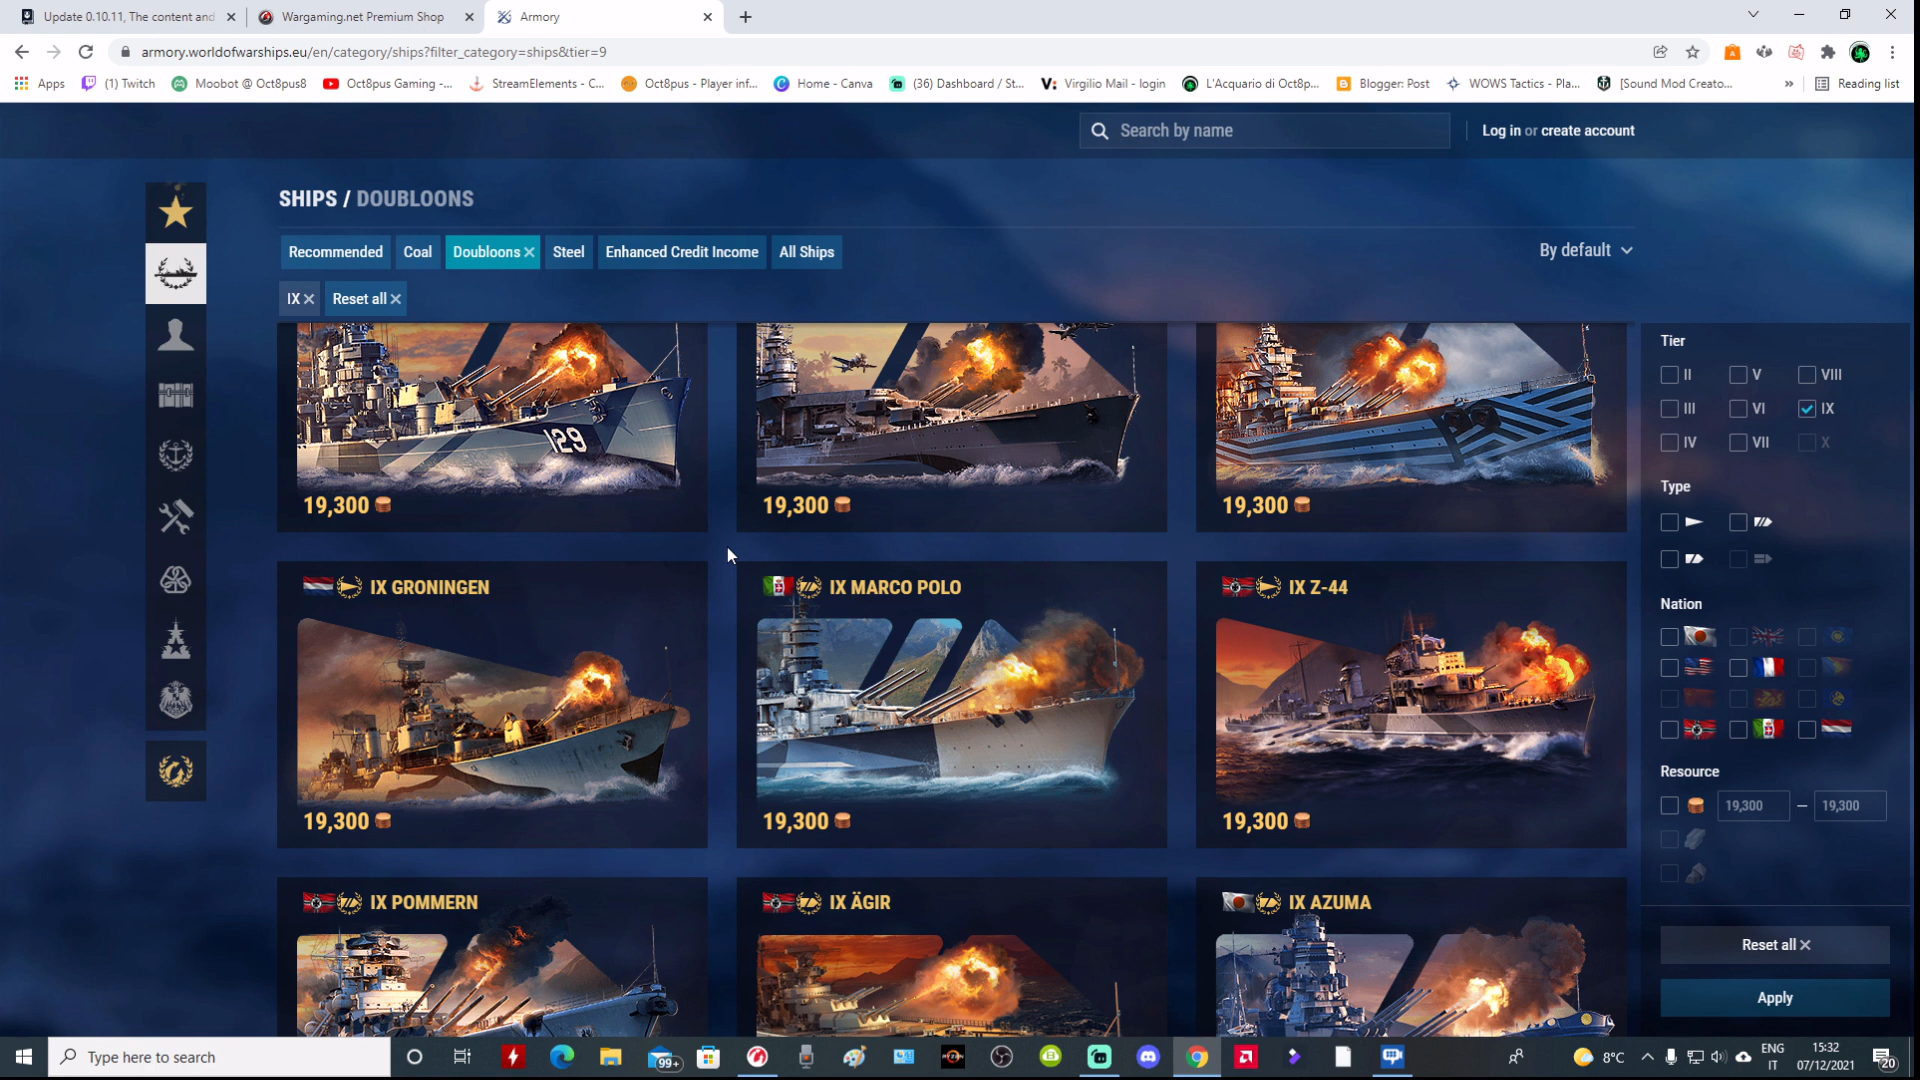 Update 0.10.11, The content and
Wargaming.net Premium Shop
Armory
armory.worldofwarships.eu/en/category/ships?filter_category=ships&tier=9
Apps
(1) Twitch
Moobot @ Oct8pus8
Oct8pus Gaming -...
StreamElements - C...
Oct8pus - Player inf...
Home - Canva
(36) Dashboard / St...
Virgilio Mail - login
L'Acquario di Oct8p...
Blogger: Post
WOWS Tactics - Pla...
[Sound Mod Creato...
»
Reading list
Search by name
Log in or create account
SHIPS / DOUBLOONS
Recommended
Coal
Doubloons
Steel
Enhanced Credit Income
All Ships
By default
IX
Reset all
129
19,300
19,300
19,300
IX GRONINGEN
IX MARCO POLO
IX Z-44
19,300
19,300
19,300
IX POMMERN
IX ÄGIR
IX AZUMA
Tier
II
V
VIII
III
VI
IX
IV
VII
X
Type
Nation
Resource
19,300 — 19,300
Reset all
Apply
Type here to search
99+
RYZEN
8°C
ENG
IT
15:32
07/12/2021
20